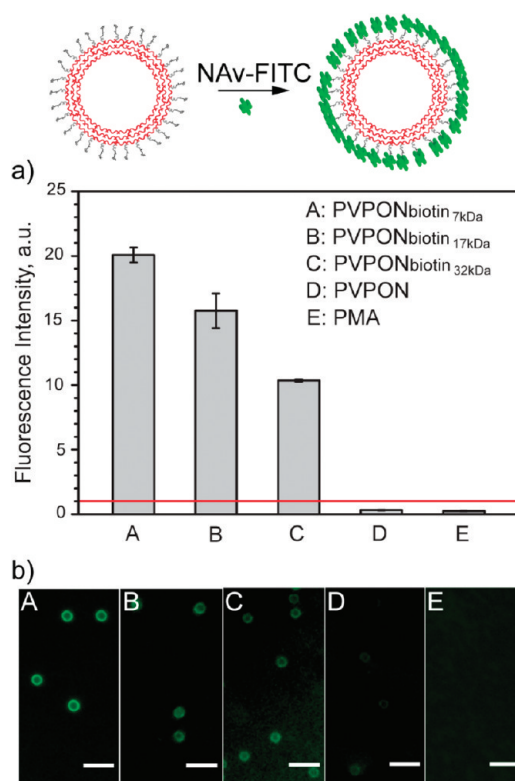 NAv-FITC
a)
25
20
15
10
5
0
Fluorescence Intensity, a.u.
A: PVPONbiotin 7kDa
B: PVPONbiotin 17kDa
C: PVPONbiotin 32kDa
D: PVPON
E: PMA
A B C D E
b)
A B C D E